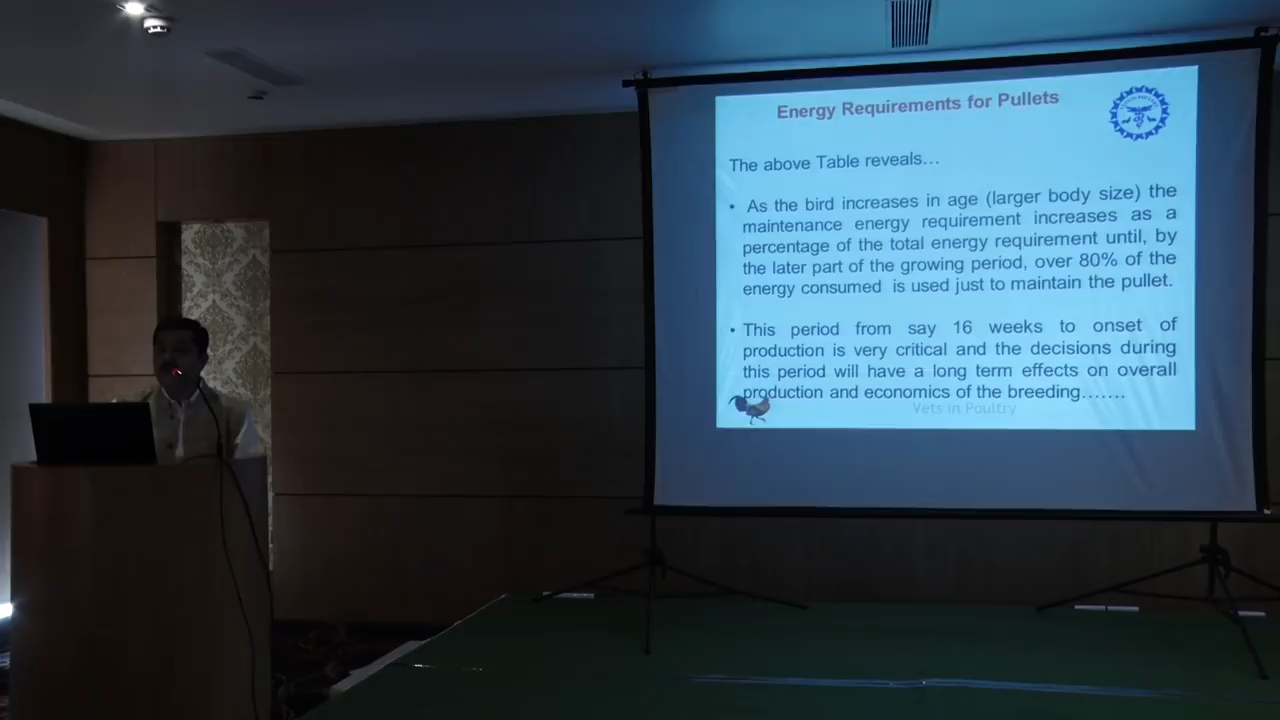 Energy Requirements for Pullets
The above Table reveals…
• As the bird increases in age (larger body size) the
maintenance energy requirement increases as a
percentage of the total energy requirement until, by
the later part of the growing period, over 80% of the
energy consumed is used just to maintain the pullet.
• This period from say 16 weeks to onset of
production is very critical and the decisions during
this period will have a long term effects on overall
production and economics of the breeding…….
Vets in Poultry